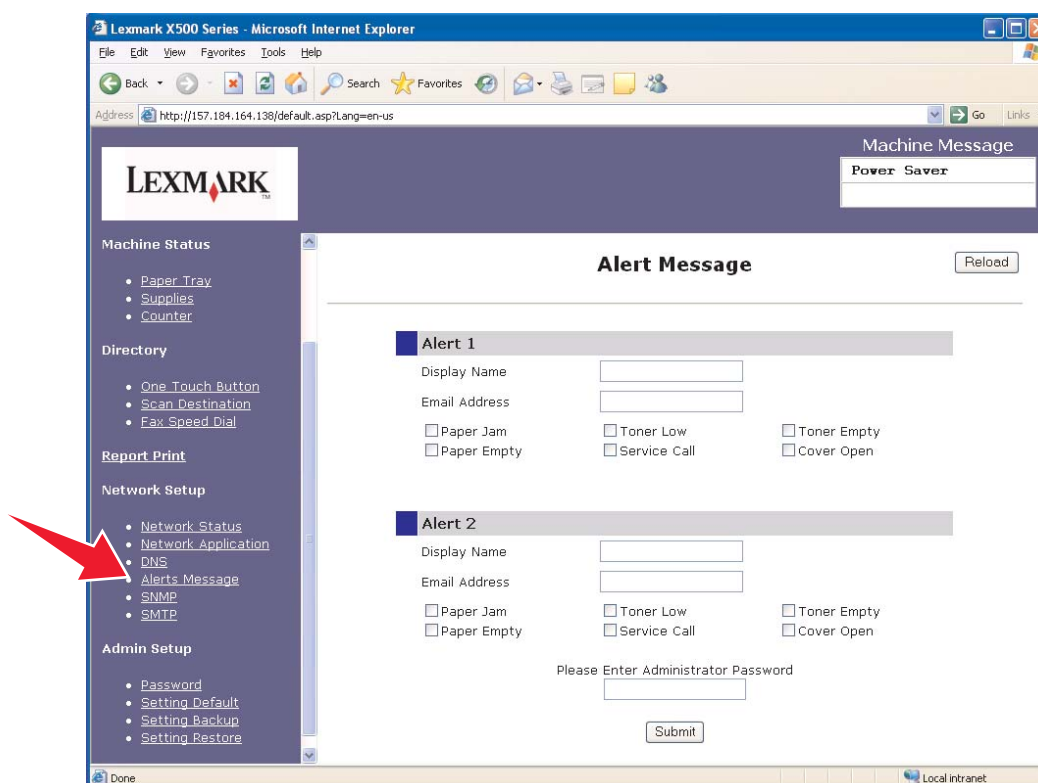 Lexmark X500 Series - Microsoft Internet Explorer
File Edit View Favorites Tools Help
Back Search Favorites
Address http://157.184.164.138/default.asp?Lang=en-us Go Links
Machine Message
Power Saver
LEXMARK
TM
Machine Status
Paper Tray
Supplies
Counter
Directory
One Touch Button
Scan Destination
Fax Speed Dial
Report Print
Network Setup
Network Status
Network Application
DNS
Alerts Message
SNMP
SMTP
Admin Setup
Password
Setting Default
Setting Backup
Setting Restore
Alert Message Reload
Alert 1
Display Name
Email Address
Paper Jam Toner Low Toner Empty
Paper Empty Service Call Cover Open
Alert 2
Display Name
Email Address
Paper Jam Toner Low Toner Empty
Paper Empty Service Call Cover Open
Please Enter Administrator Password
Submit
Done Local intranet